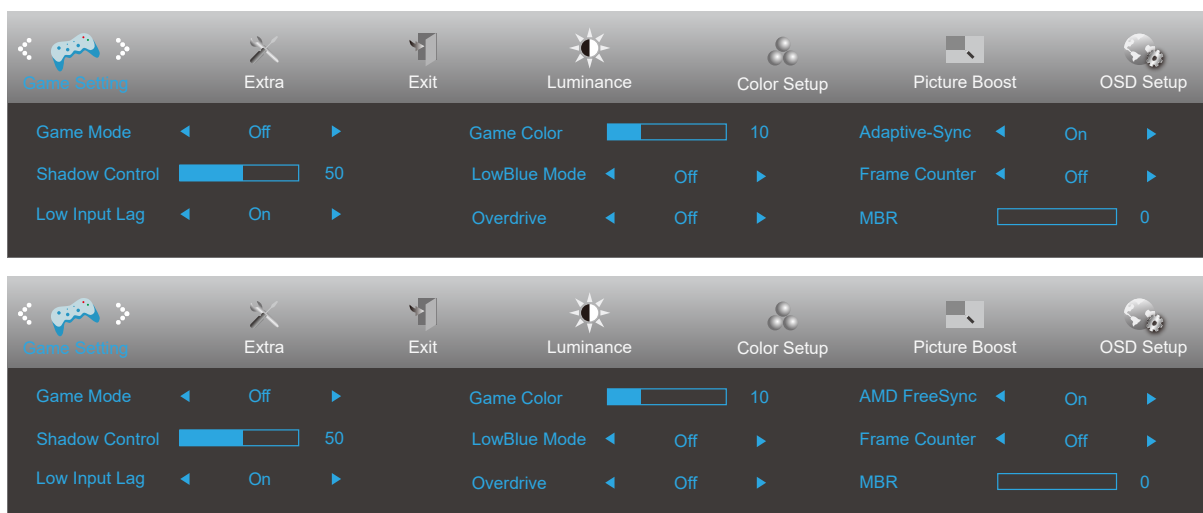 Game Setting Extra Exit Luminance Color Setup Picture Boost OSD Setup
Game Mode Off Game Color 10 Adaptive-Sync On
Shadow Control 50 LowBlue Mode Off Frame Counter Off
Low Input Lag On Overdrive Off MBR 0
Game Setting Extra Exit Luminance Color Setup Picture Boost OSD Setup
Game Mode Off Game Color 10 AMD FreeSync On
Shadow Control 50 LowBlue Mode Off Frame Counter Off
Low Input Lag On Overdrive Off MBR 0